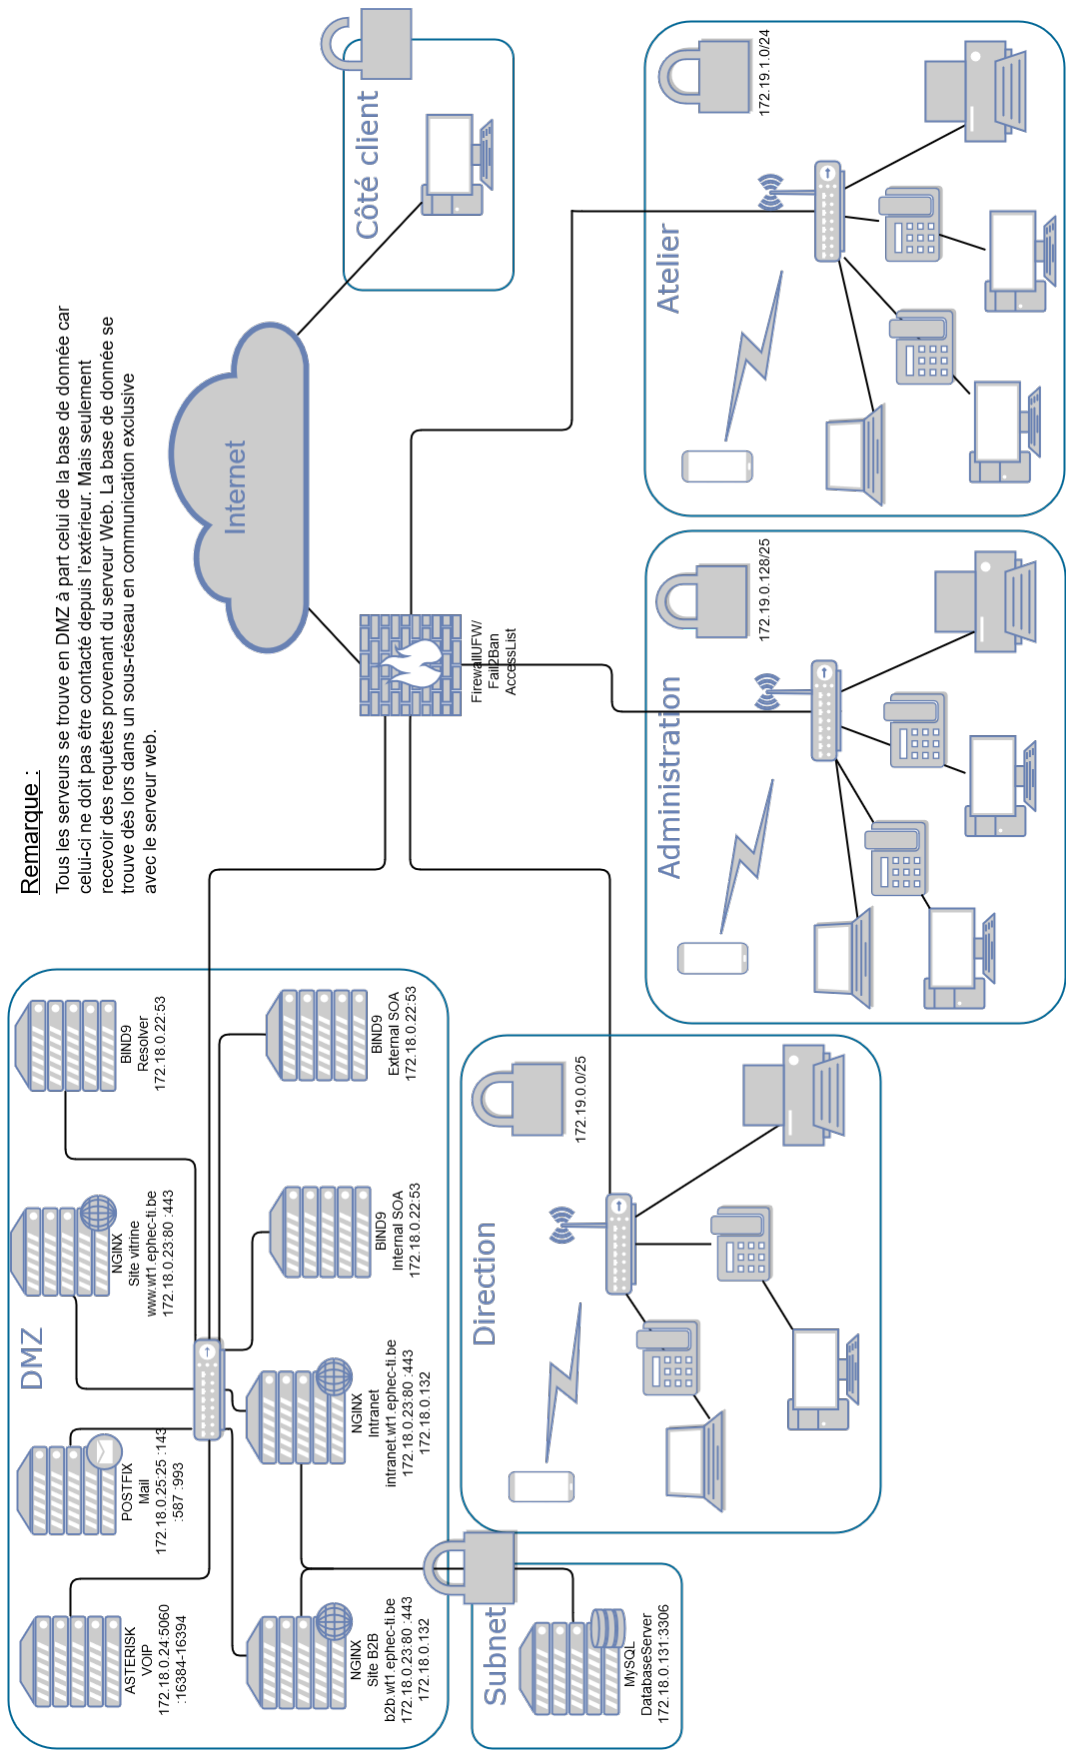 Remarque :
Tous les serveurs se trouve en DMZ à part celui de la base de donnée car
celui-ci ne doit pas être contacté depuis l'extérieur. Mais seulement
recevoir des requêtes provenant du serveur Web. La base de donnée se
trouve dès lors dans un sous-réseau en communication exclusive
avec le serveur web.
Internet
Côté client
FirewallUFW/
Fail2Ban
AccessList
DMZ
ASTERISK
VOIP
172.18.0.24:5060
:16384-16394
POSTFIX
Mail
172.18.0.25:25 :143
:587 :993
NGINX
Site vitrine
www.wt1.ephec-ti.be
172.18.0.23:80 :443
BIND9
Resolver
172.18.0.22:53
NGINX
Site B2B
b2b.wt1.ephec-ti.be
172.18.0.23:80 :443
172.18.0.132
NGINX
Intranet
intranet.wt1.ephec-ti.be
172.18.0.23:80 :443
172.18.0.132
BIND9
Internal SOA
172.18.0.22:53
BIND9
External SOA
172.18.0.22:53
Subnet
MySQL
DatabaseServer
172.18.0.131:3306
Direction
172.19.0.0/25
Administration
172.19.0.128/25
Atelier
172.19.1.0/24